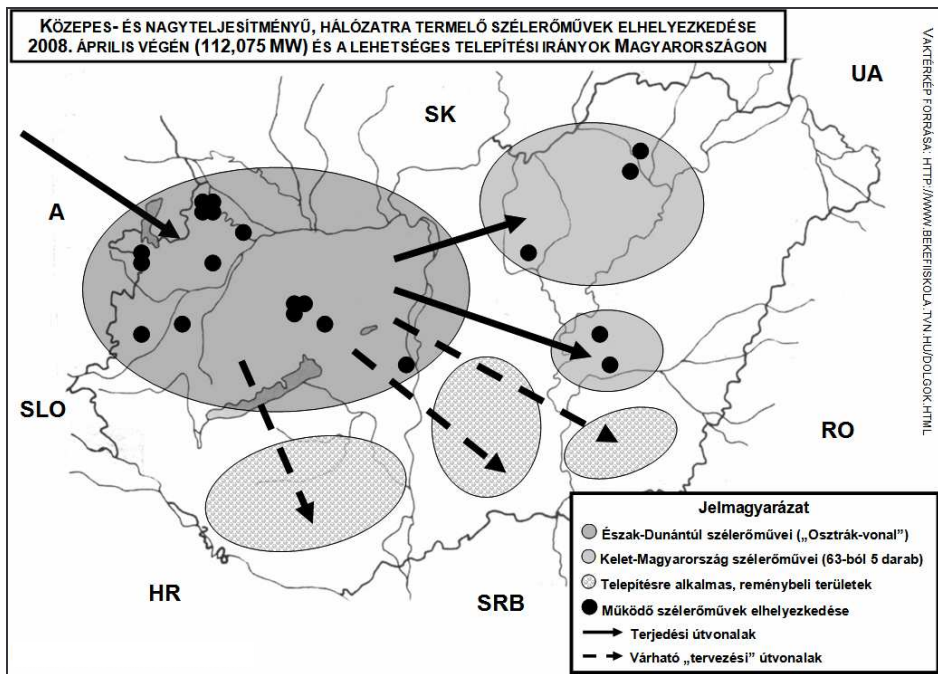 KÖZEPES- ÉS NAGYTELJESÍTMÉNYŰ, HÁLÓZATRA TERMELŐ SZÉLERŐMŰVEK ELHELYEZKEDÉSE
2008. ÁPRILIS VÉGÉN (112,075 MW) ÉS A LEHETSÉGES TELEPÍTÉSI IRÁNYOK MAGYARORSZÁGON
VAKTÉRKÉP FORRÁSA: HTTP://WWW.BEKEFIISKOLA.TVN.HU/DOLGOK.HTML
UA
SK
A
SLO
RO
HR
SRB
Jelmagyarázat
Észak-Dunántúl szélerőművei („Osztrák-vonal”)
Kelet-Magyarország szélerőművei (63-ból 5 darab)
Telepítésre alkalmas, reménybeli területek
Működő szélerőművek elhelyezkedése
Terjedési útvonalak
Várható „tervezési” útvonalak